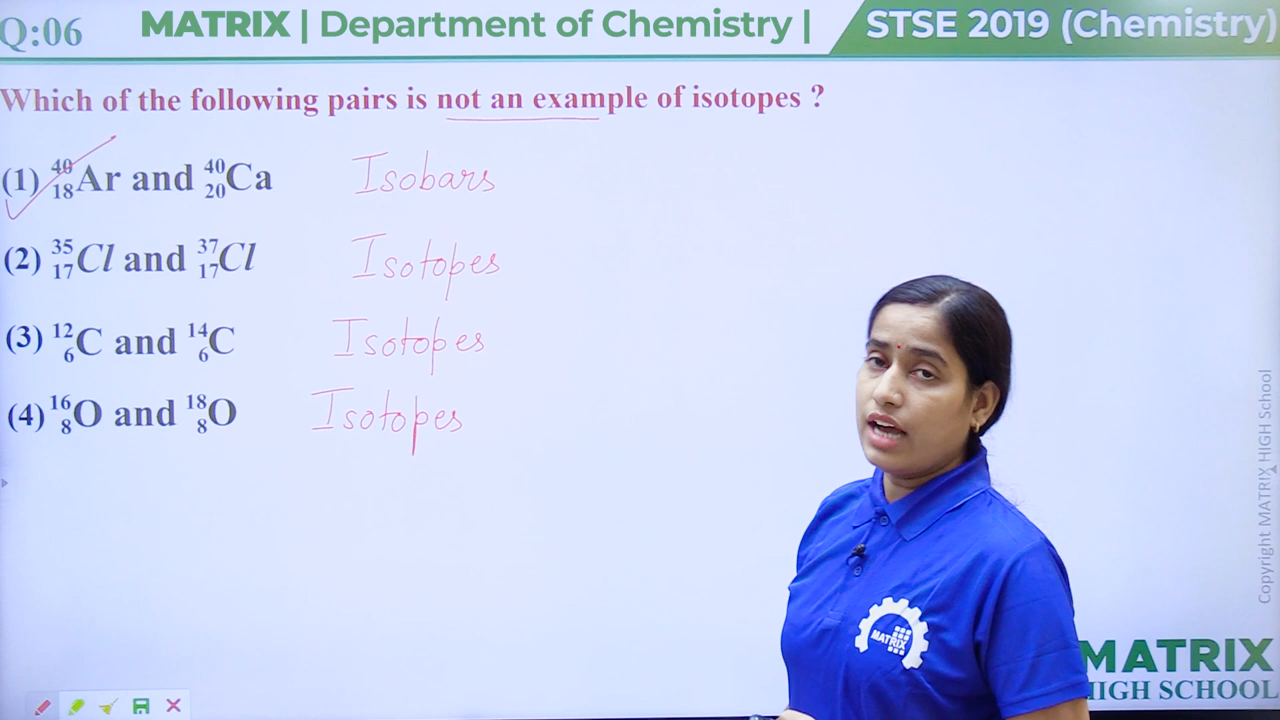 Q:06 MATRIX | Department of Chemistry | STSE 2019 (Chemistry)
Which of the following pairs is not an example of isotopes ?
(1) ⁴⁰₁₈Ar and ⁴⁰₂₀Ca Isobars
(2) ³⁵₁₇Cl and ³⁷₁₇Cl Isotopes
(3) ¹²₆C and ¹⁴₆C Isotopes
(4) ¹⁶₈O and ¹⁸₈O Isotopes
Copyright MATRIX HIGH School
MATRIX
MATRIX
HIGH SCHOOL